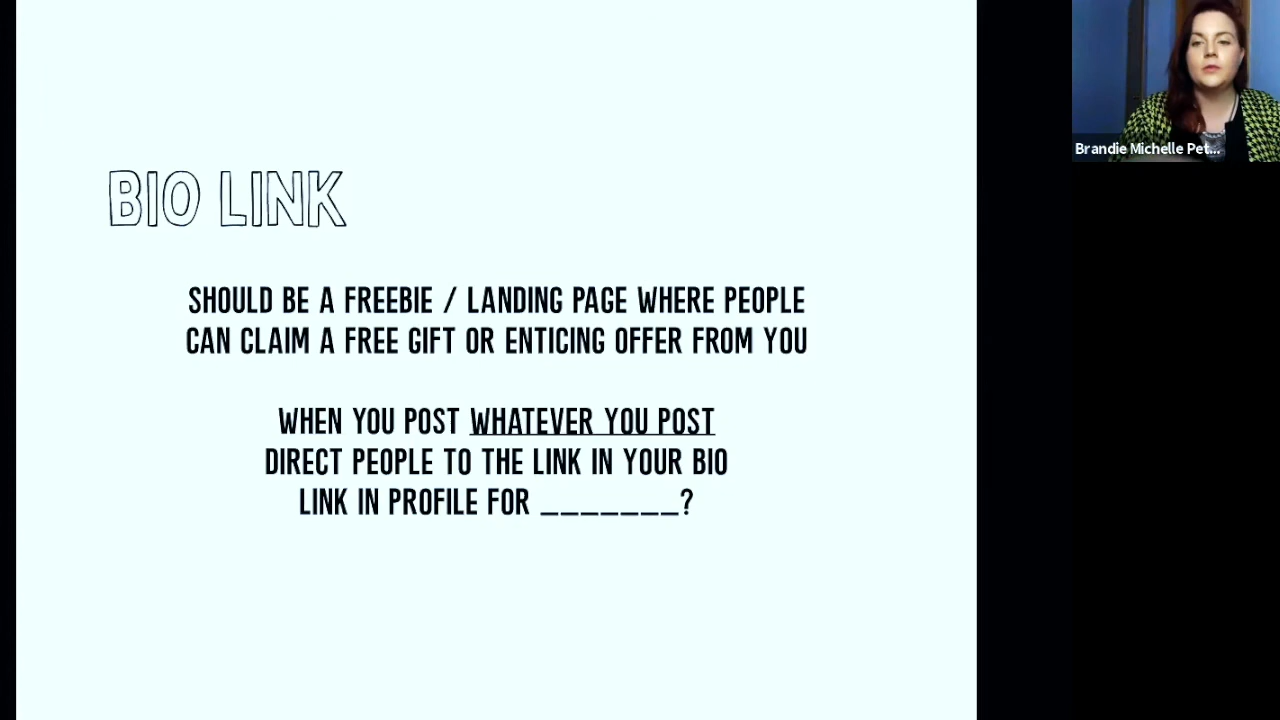 BIO LINK
SHOULD BE A FREEBIE / LANDING PAGE WHERE PEOPLE
CAN CLAIM A FREE GIFT OR ENTICING OFFER FROM YOU
WHEN YOU POST WHATEVER YOU POST
DIRECT PEOPLE TO THE LINK IN YOUR BIO
LINK IN PROFILE FOR _______?
Brandie Michelle Pet...